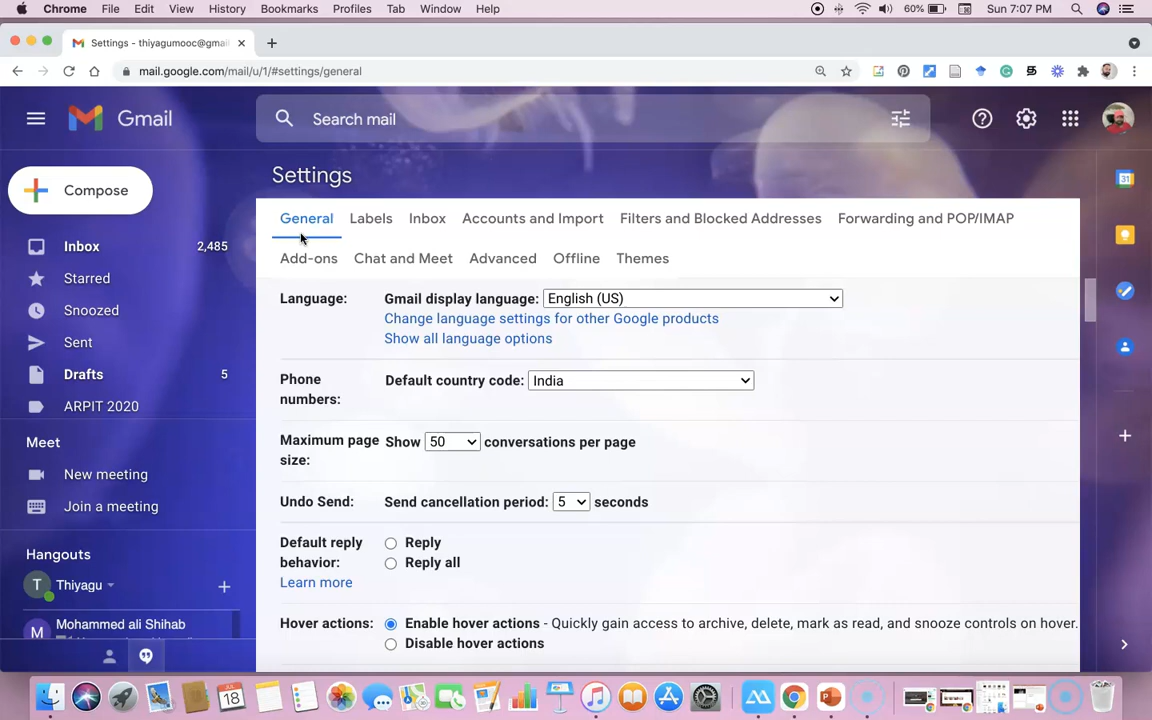 Chrome File Edit View History Bookmarks Profiles Tab Window Help 60% Sun 7:07 PM
Settings - thiyagumooc@gmai
mail.google.com/mail/u/1/#settings/general
Gmail Search mail
Settings
Compose
General Labels Inbox Accounts and Import Filters and Blocked Addresses Forwarding and POP/IMAP
Add-ons Chat and Meet Advanced Offline Themes
Inbox 2,485
Starred
Snoozed
Sent
Drafts 5
ARPIT 2020
Meet
New meeting
Join a meeting
Hangouts
T Thiyagu
M Mohammed ali Shihab
Language: Gmail display language: English (US)
Change language settings for other Google products
Show all language options
Phone numbers: Default country code: India
Maximum page size: Show 50 conversations per page
Undo Send: Send cancellation period: 5 seconds
Default reply behavior: Reply
Reply all
Learn more
Hover actions: Enable hover actions - Quickly gain access to archive, delete, mark as read, and snooze controls on hover.
Disable hover actions
31
JUL
18